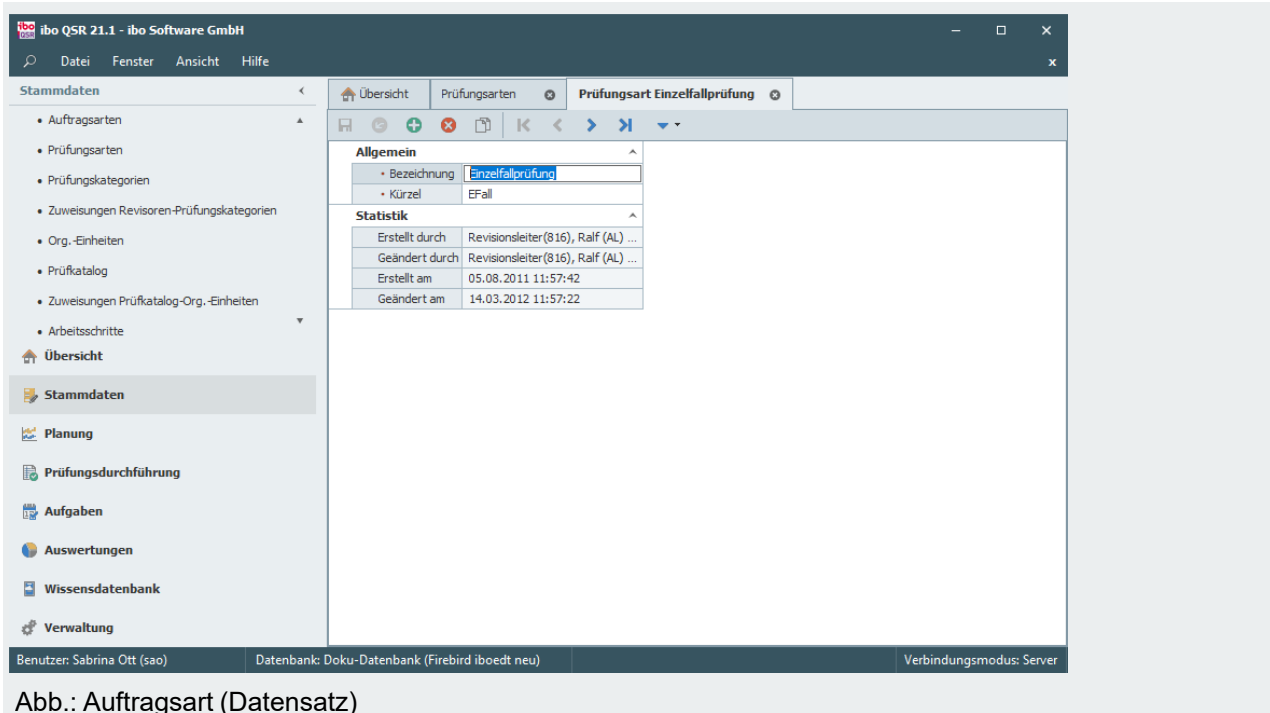 ibo QSR 21.1 - ibo Software GmbH
Datei Fenster Ansicht Hilfe
Stammdaten
• Auftragsarten
• Prüfungsarten
• Prüfungskategorien
• Zuweisungen Revisoren-Prüfungskategorien
• Org.-Einheiten
• Prüfkatalog
• Zuweisungen Prüfkatalog-Org.-Einheiten
• Arbeitsschritte
Übersicht
Stammdaten
Planung
Prüfungsdurchführung
Aufgaben
Auswertungen
Wissensdatenbank
Verwaltung
Übersicht Prüfungsarten Prüfungsart Einzelfallprüfung
Allgemein
• Bezeichnung Einzelfallprüfung
• Kürzel EFall
Statistik
Erstellt durch Revisionsleiter(816), Ralf (AL) ...
Geändert durch Revisionsleiter(816), Ralf (AL) ...
Erstellt am 05.08.2011 11:57:42
Geändert am 14.03.2012 11:57:22
Benutzer: Sabrina Ott (sao) Datenbank: Doku-Datenbank (Firebird iboedt neu) Verbindungsmodus: Server
Abb.: Auftragsart (Datensatz)